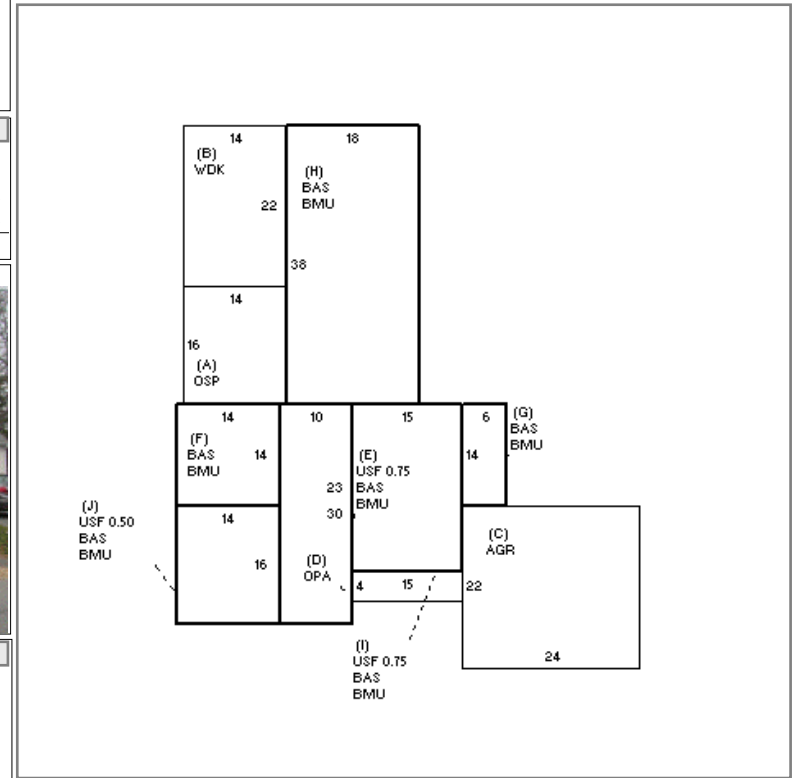 14
(B)
WDK
22
18
(H)
BAS
BMU
38
14
16
(A)
OSP
14
(F)
BAS
BMU
14
10
23
30
15
(E)
USF 0.75
BAS
BMU
6
14
(G)
BAS
BMU
(J)
USF 0.50
BAS
BMU
14
16
(D)
OPA
4
15
(C)
AGR
22
24
(I)
USF 0.75
BAS
BMU